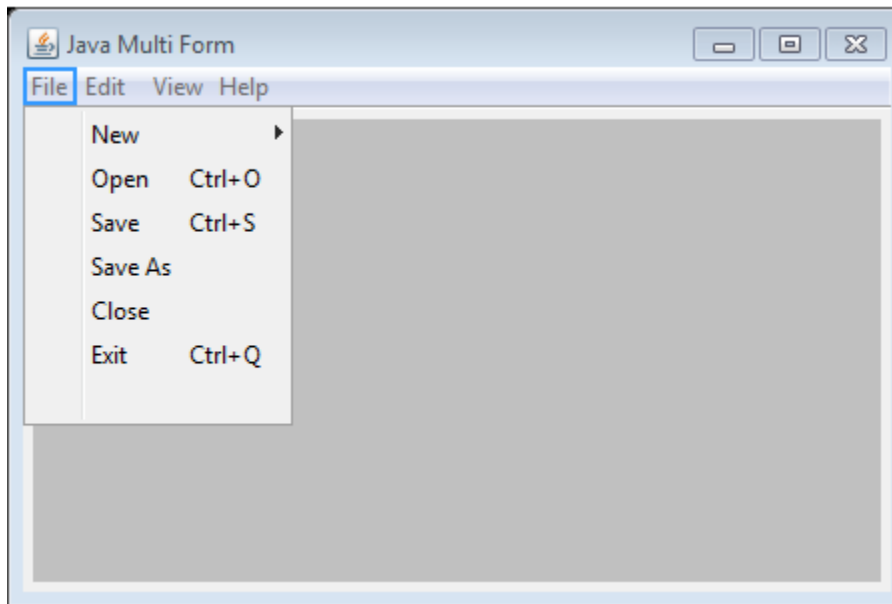 Java Multi Form
File Edit View Help
New
Open Ctrl+O
Save Ctrl+S
Save As
Close
Exit Ctrl+Q